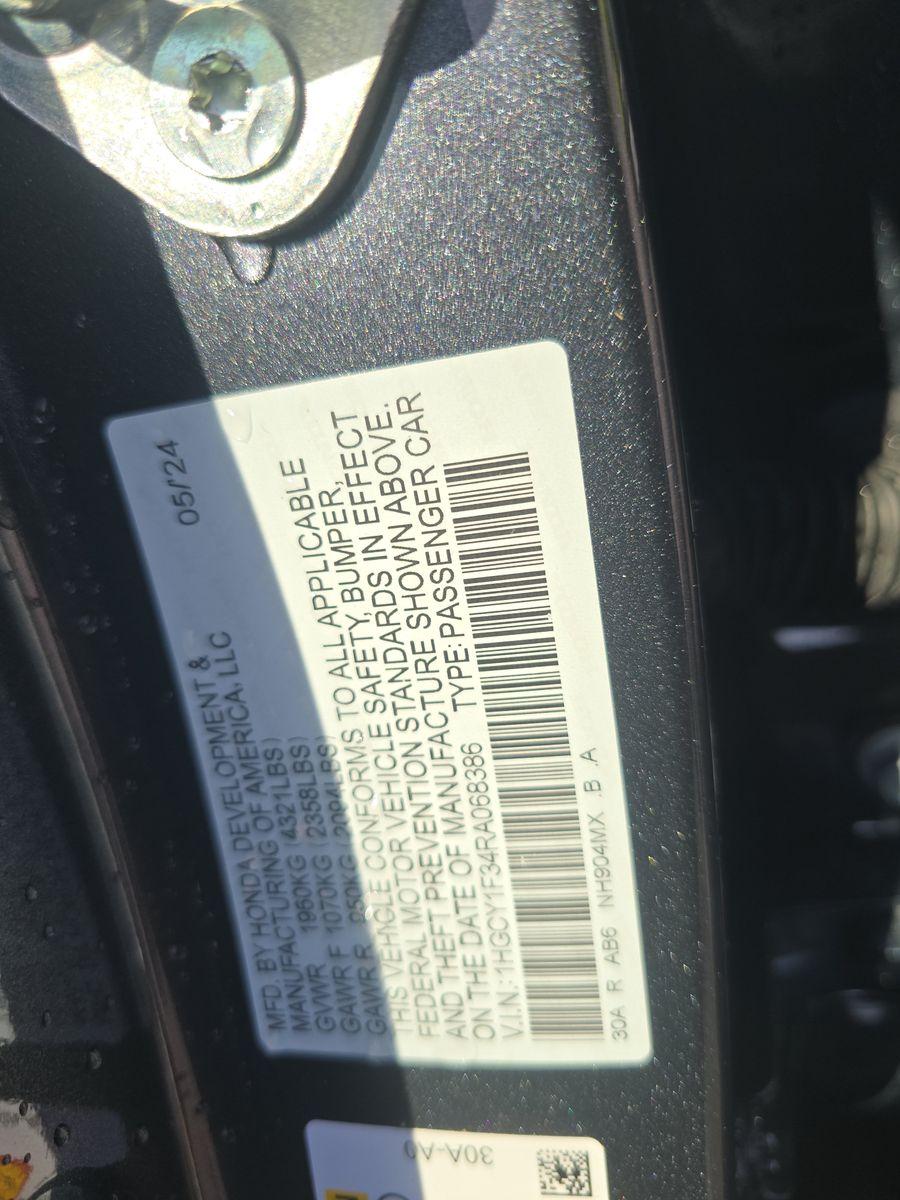 MFD. BY HONDA DEVELOPMENT & 05/'24
MANUFACTURING OF AMERICA, LLC
GVWR 1960KG (4321LBS)
GAWR F 1070KG (2358LBS)
GAWR R 950KG (2094LBS)
THIS VEHICLE CONFORMS TO ALL APPLICABLE
FEDERAL MOTOR VEHICLE SAFETY, BUMPER,
AND THEFT PREVENTION STANDARDS IN EFFECT
ON THE DATE OF MANUFACTURE SHOWN ABOVE.
V.I.N.: 1HGCY1F34RA068386 TYPE: PASSENGER CAR
30A R AB6 NH904MX B A
30A-A0